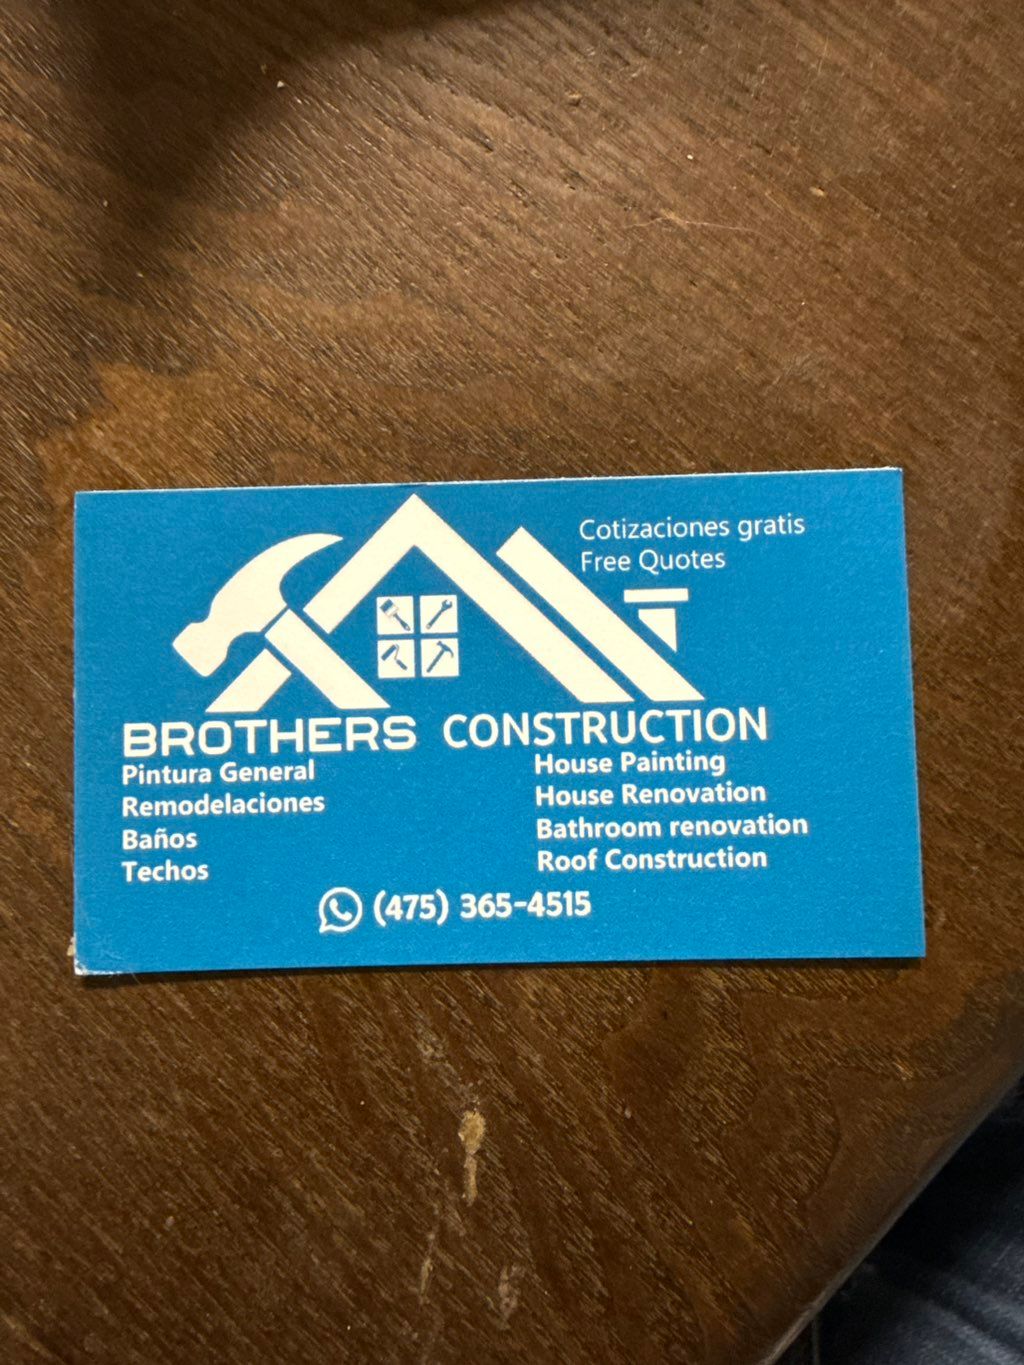 Cotizaciones gratis
Free Quotes
BROTHERS CONSTRUCTION
Pintura General
Remodelaciones
Baños
Techos
House Painting
House Renovation
Bathroom renovation
Roof Construction
(475) 365-4515